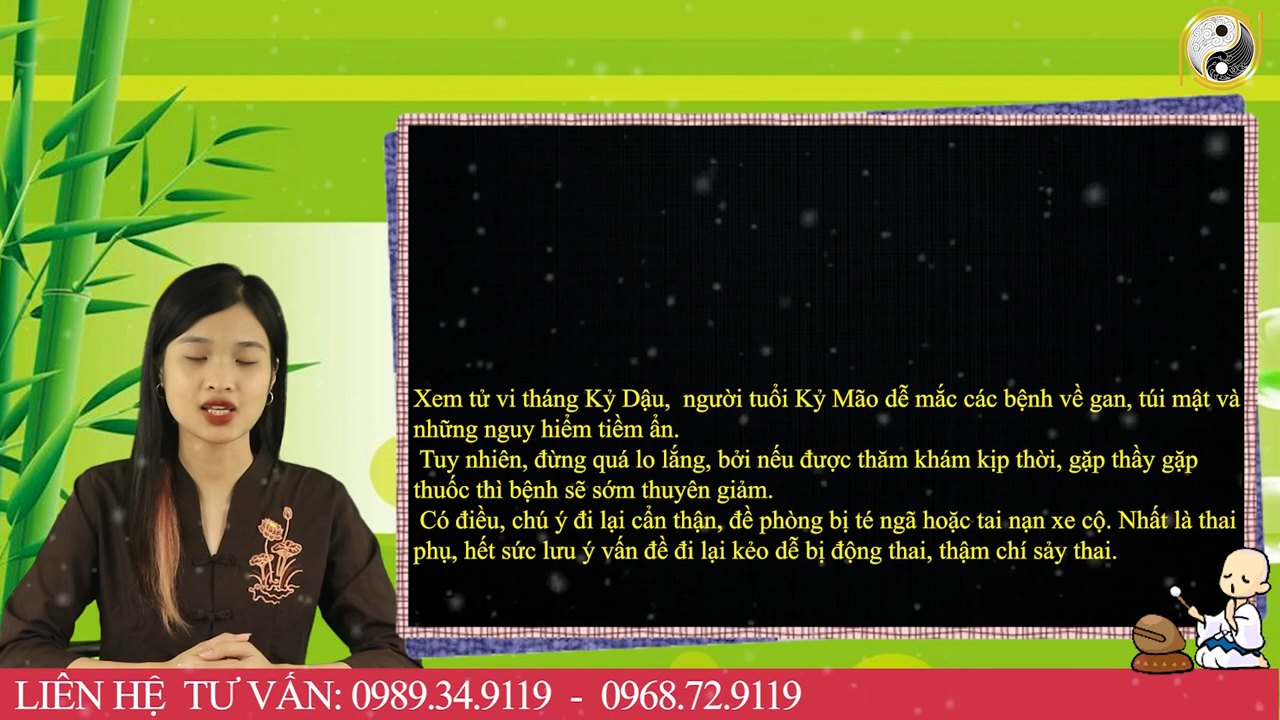 Xem tử vi tháng Kỷ Dậu, người tuổi Kỷ Mão dễ mắc các bệnh về gan, túi mật và
những nguy hiểm tiềm ẩn.
Tuy nhiên, đừng quá lo lắng, bởi nếu được thăm khám kịp thời, gặp thầy gặp
thuốc thì bệnh sẽ sớm thuyên giảm.
Có điều, chú ý đi lại cẩn thận, đề phòng bị té ngã hoặc tai nạn xe cộ. Nhất là thai
phụ, hết sức lưu ý vấn đề đi lại kẻo dễ bị động thai, thậm chí sảy thai.
LIÊN HỆ TƯ VẤN: 0989.34.9119 - 0968.72.9119